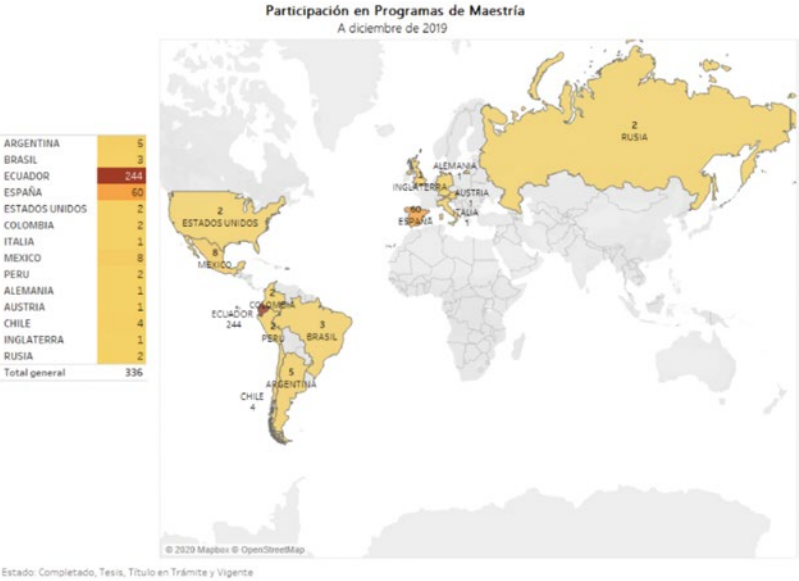 Participación en Programas de Maestría
A diciembre de 2019
ARGENTINA 5
BRASIL 3
ECUADOR 244
ESPAÑA 60
ESTADOS UNIDOS 2
COLOMBIA 2
ITALIA 1
MEXICO 8
PERU 2
ALEMANIA 1
AUSTRIA 1
CHILE 4
INGLATERRA 1
RUSIA 2
Total general 336
2
RUSIA
ALEMANIA
1
1
INGLATERRA
AUSTRIA
1
60
ESPAÑA
ITALIA
1
2
ESTADOS UNIDOS
8
MEXICO
2
COLOMBIA
ECUADOR
244
2
PERU
3
BRASIL
5
ARGENTINA
CHILE
4
© 2020 Mapbox © OpenStreetMap
Estado: Completado, Tesis, Título en Trámite y Vigente